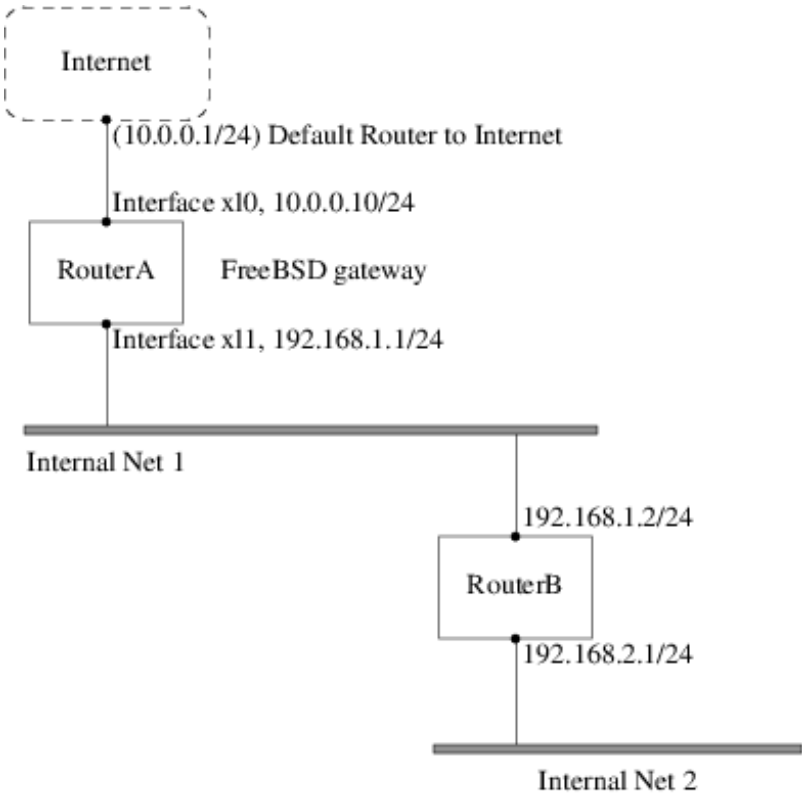 Internet
(10.0.0.1/24) Default Router to Internet
Interface xl0, 10.0.0.10/24
RouterA
FreeBSD gateway
Interface xl1, 192.168.1.1/24
Internal Net 1
192.168.1.2/24
RouterB
192.168.2.1/24
Internal Net 2